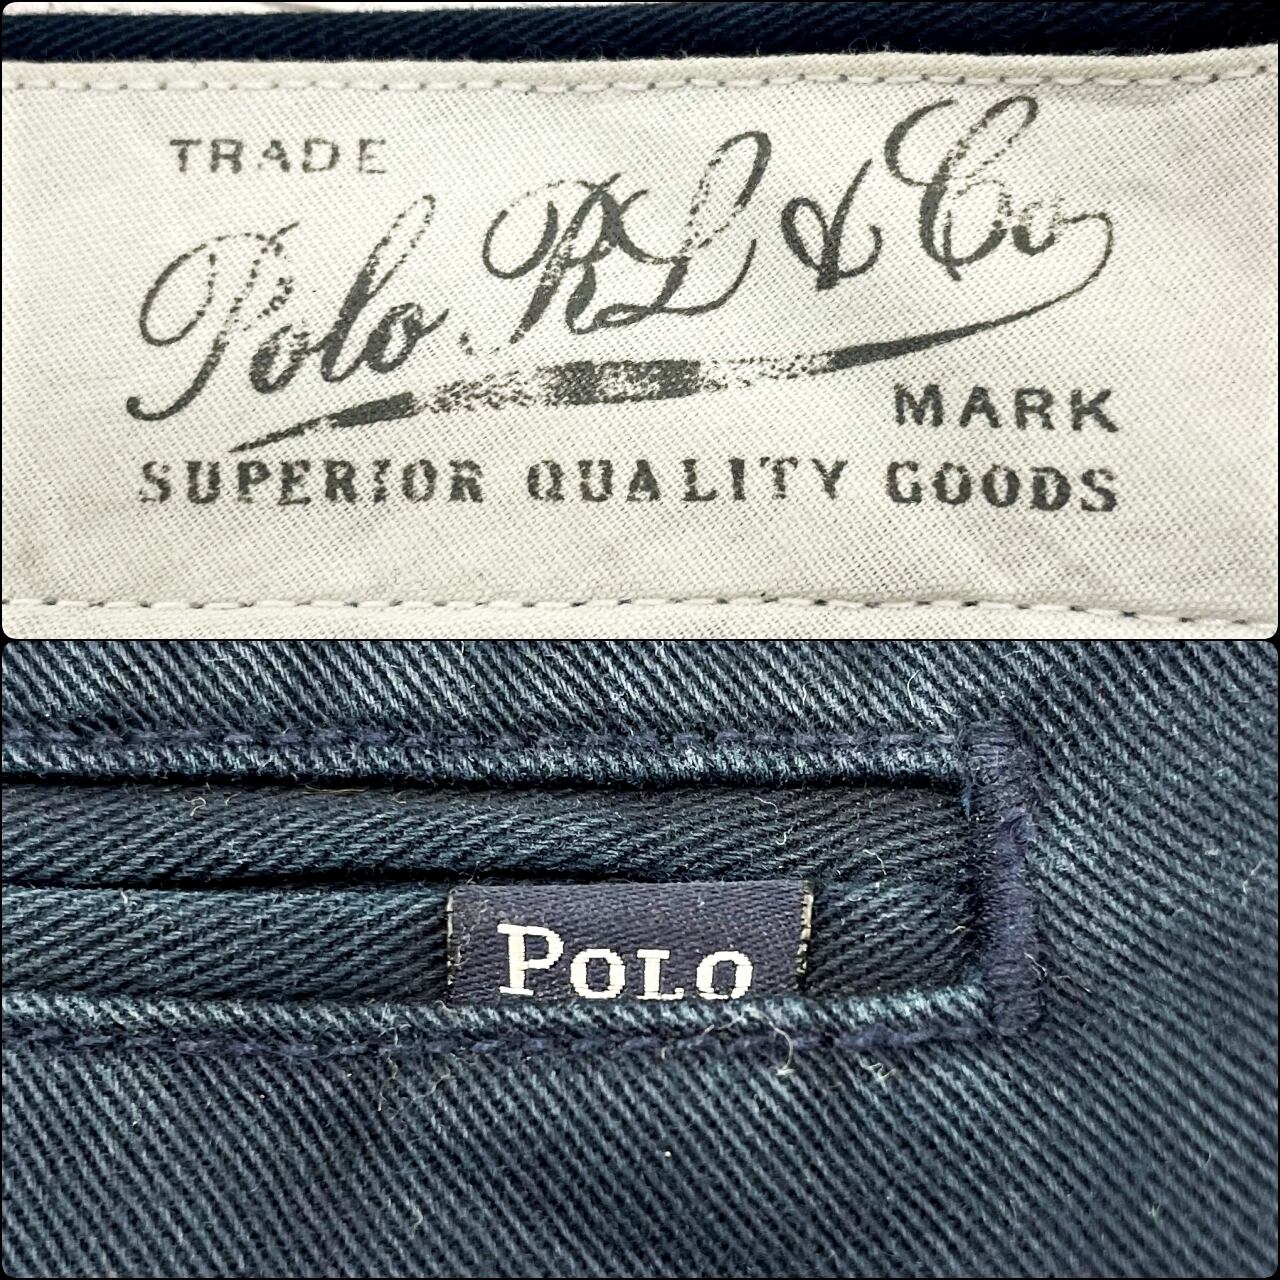 TRADE
Polo RL & Co
MARK
SUPERIOR QUALITY GOODS
POLO